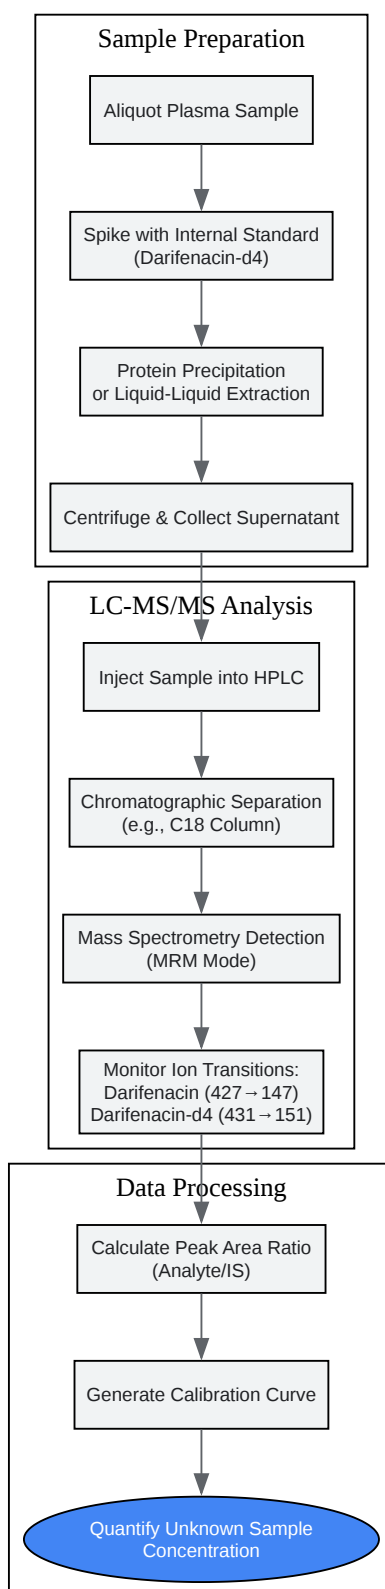 Sample Preparation
Aliquot Plasma Sample
Spike with Internal Standard
(Darifenacin-d4)
Protein Precipitation
or Liquid-Liquid Extraction
Centrifuge & Collect Supernatant
LC-MS/MS Analysis
Inject Sample into HPLC
Chromatographic Separation
(e.g., C18 Column)
Mass Spectrometry Detection
(MRM Mode)
Monitor Ion Transitions:
Darifenacin (427→147)
Darifenacin-d4 (431→151)
Data Processing
Calculate Peak Area Ratio
(Analyte/IS)
Generate Calibration Curve
Quantify Unknown Sample
Concentration